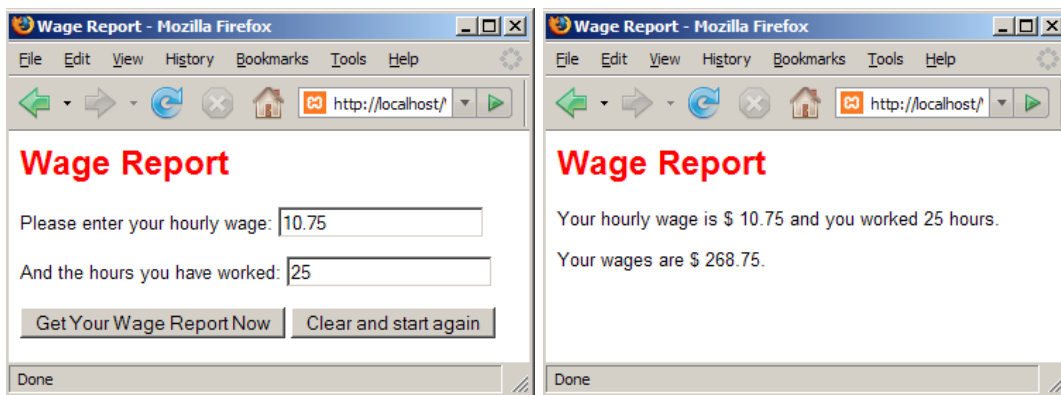 Wage Report - Mozilla Firefox
File Edit View History Bookmarks Tools Help
http://localhost/
Wage Report
Please enter your hourly wage: 10.75
And the hours you have worked: 25
Get Your Wage Report Now Clear and start again
Done
Wage Report - Mozilla Firefox
File Edit View History Bookmarks Tools Help
http://localhost/
Wage Report
Your hourly wage is $ 10.75 and you worked 25 hours.
Your wages are $ 268.75.
Done